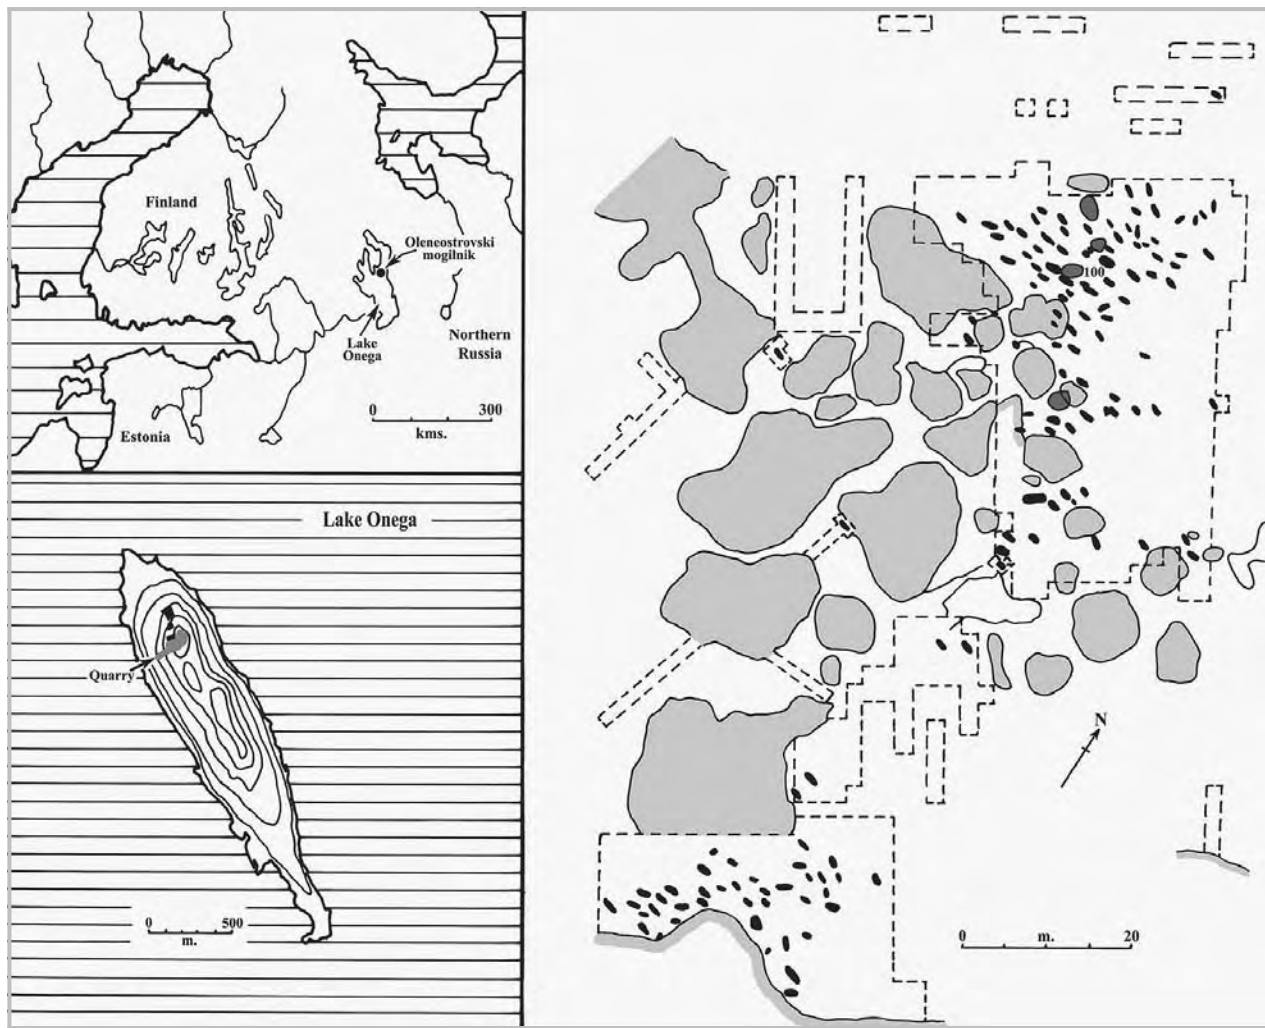 Finland
Oleneostrovski
mogilnik
Lake
Onega
Northern
Russia
0 300
kms.
Estonia
Lake Onega
Quarry
0 500
m.
100
N
0 m. 20